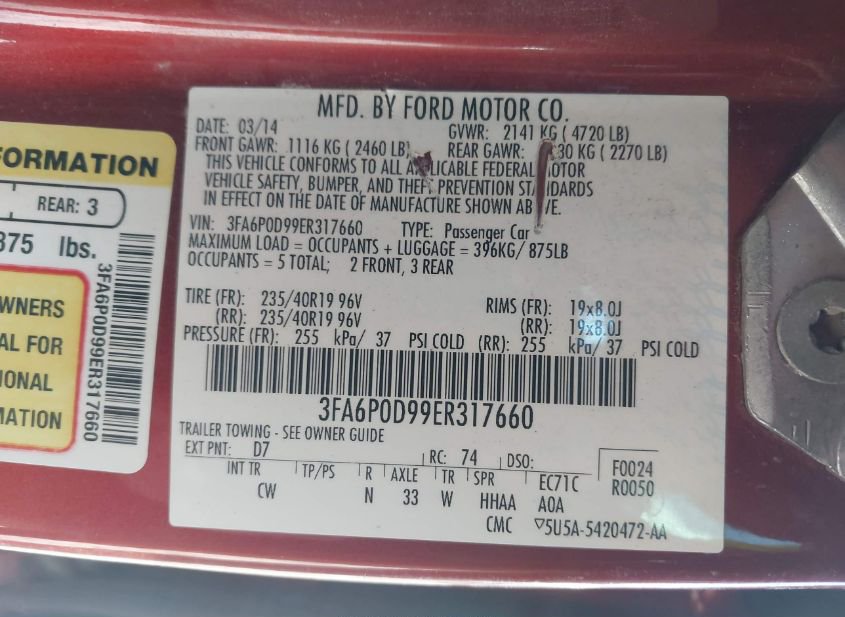 FORMATION
REAR: 3
375 lbs.
WNERS
AL FOR
IONAL
MATION
3FA6P0D99ER317660
MFD. BY FORD MOTOR CO.
DATE: 03/14
GVWR: 2141 KG ( 4720 LB)
FRONT GAWR: 1116 KG ( 2460 LB)
REAR GAWR: 30 KG ( 2270 LB)
THIS VEHICLE CONFORMS TO ALL FEDERAL MOTOR
VEHICLE SAFETY, BUMPER, AND THEFT PREVENTION STANDARDS
IN EFFECT ON THE DATE OF MANUFACTURE SHOWN ABOVE.
VIN: 3FA6P0D99ER317660 TYPE: Passenger Car
MAXIMUM LOAD = OCCUPANTS + LUGGAGE = 396KG/ 875LB
OCCUPANTS = 5 TOTAL; 2 FRONT, 3 REAR
TIRE (FR): 235/40R19 96V RIMS (FR): 19x8.0J
(RR): 235/40R19 96V (RR): 19x8.0J
PRESSURE (FR): 255 kPa/ 37 PSI COLD (RR): 255 kPa/ 37 PSI COLD
3FA6P0D99ER317660
TRAILER TOWING - SEE OWNER GUIDE
EXT PNT: D7 RC: 74 DSO: F0024
INT TR TP/PS R AXLE TR SPR EC71C R0050
CW N 33 W HHAA A0A
CMC ▽5U5A-5420472-AA